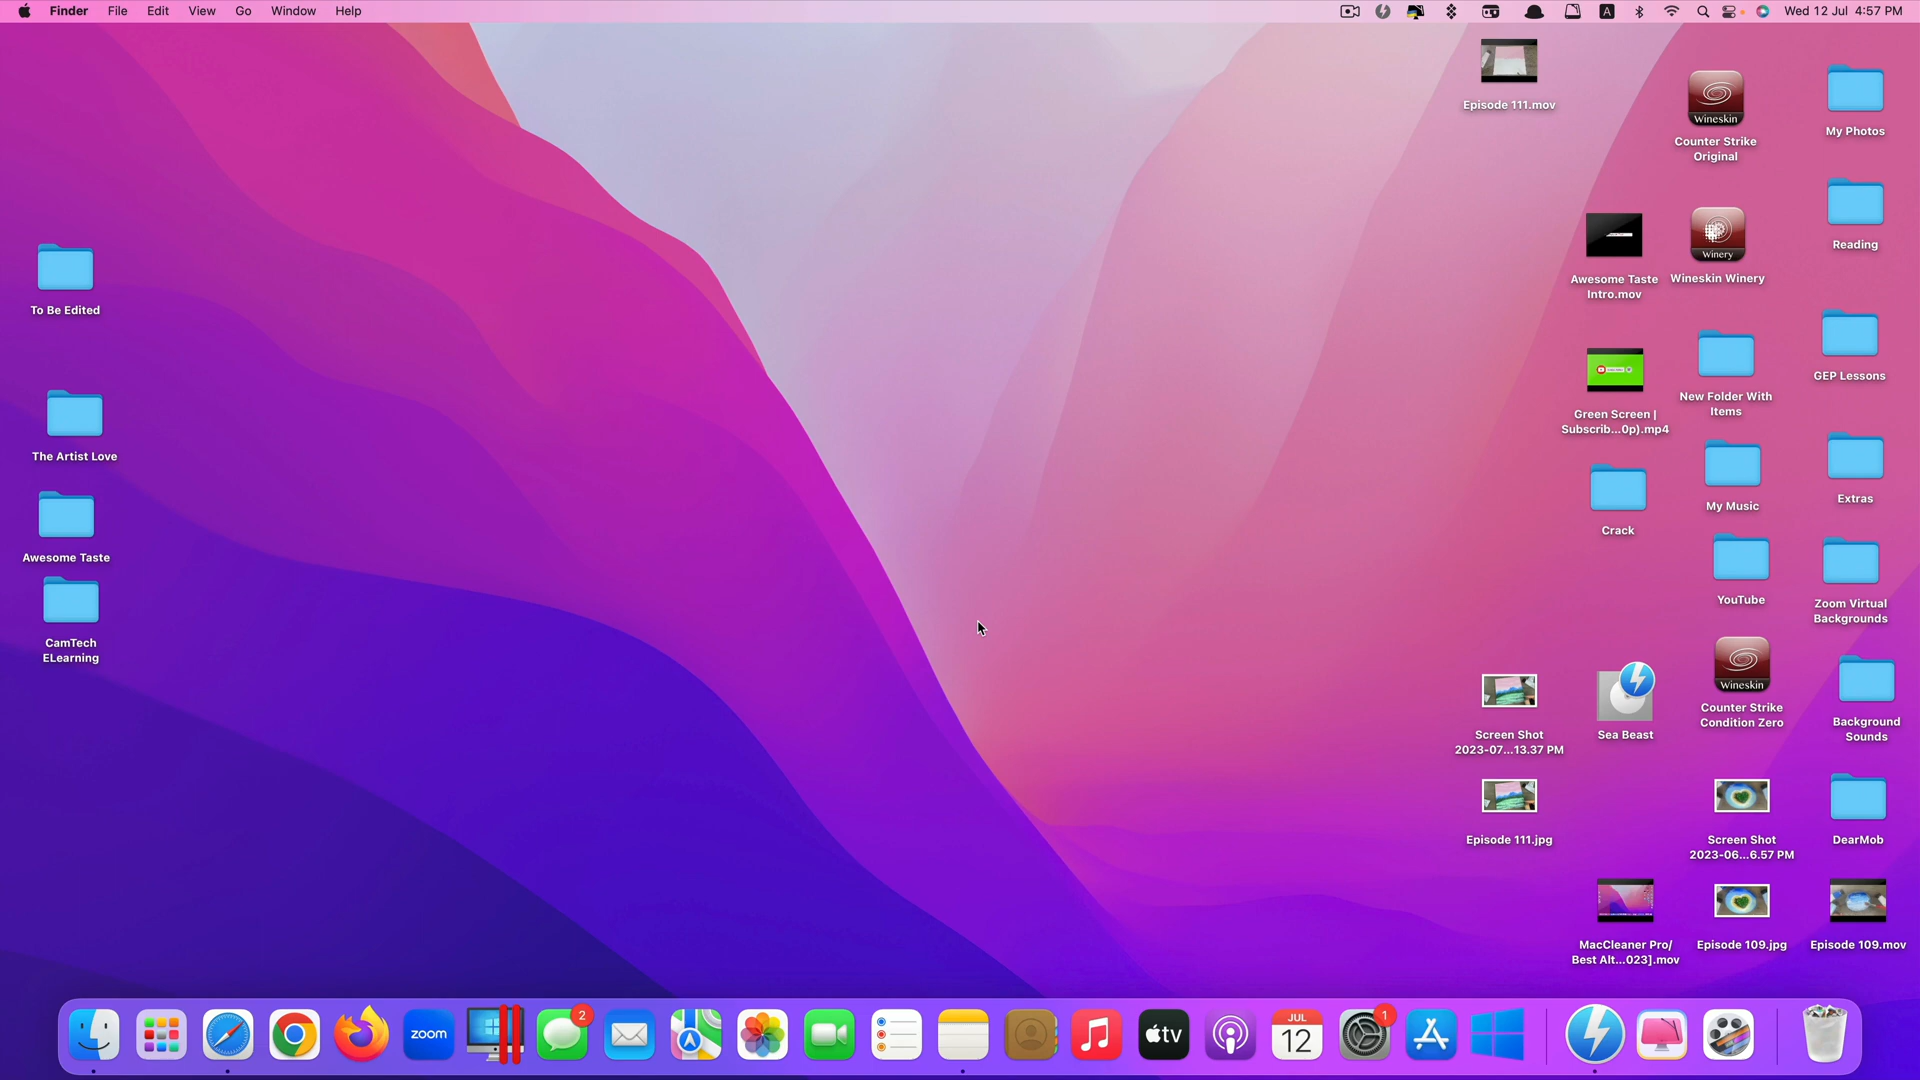 Finder File Edit View Go Window Help
A
Wed 12 Jul 4:57 PM
Episode 111.mov
Wineskin
Counter Strike
Original
My Photos
Reading
Awesome Taste
Intro.mov
Winery
Wineskin Winery
To Be Edited
GEP Lessons
New Folder With
Items
Green Screen |
Subscrib...0p).mp4
The Artist Love
My Music
Extras
Crack
Awesome Taste
YouTube
Zoom Virtual
Backgrounds
CamTech
ELearning
Wineskin
Counter Strike
Condition Zero
Background
Sounds
Screen Shot
2023-07...13.37 PM
Sea Beast
Episode 111.jpg
Screen Shot
2023-06...6.57 PM
DearMob
MacCleaner Pro/
Best Alt...023].mov
Episode 109.jpg
Episode 109.mov
zoom
2
tv
JUL
12
1